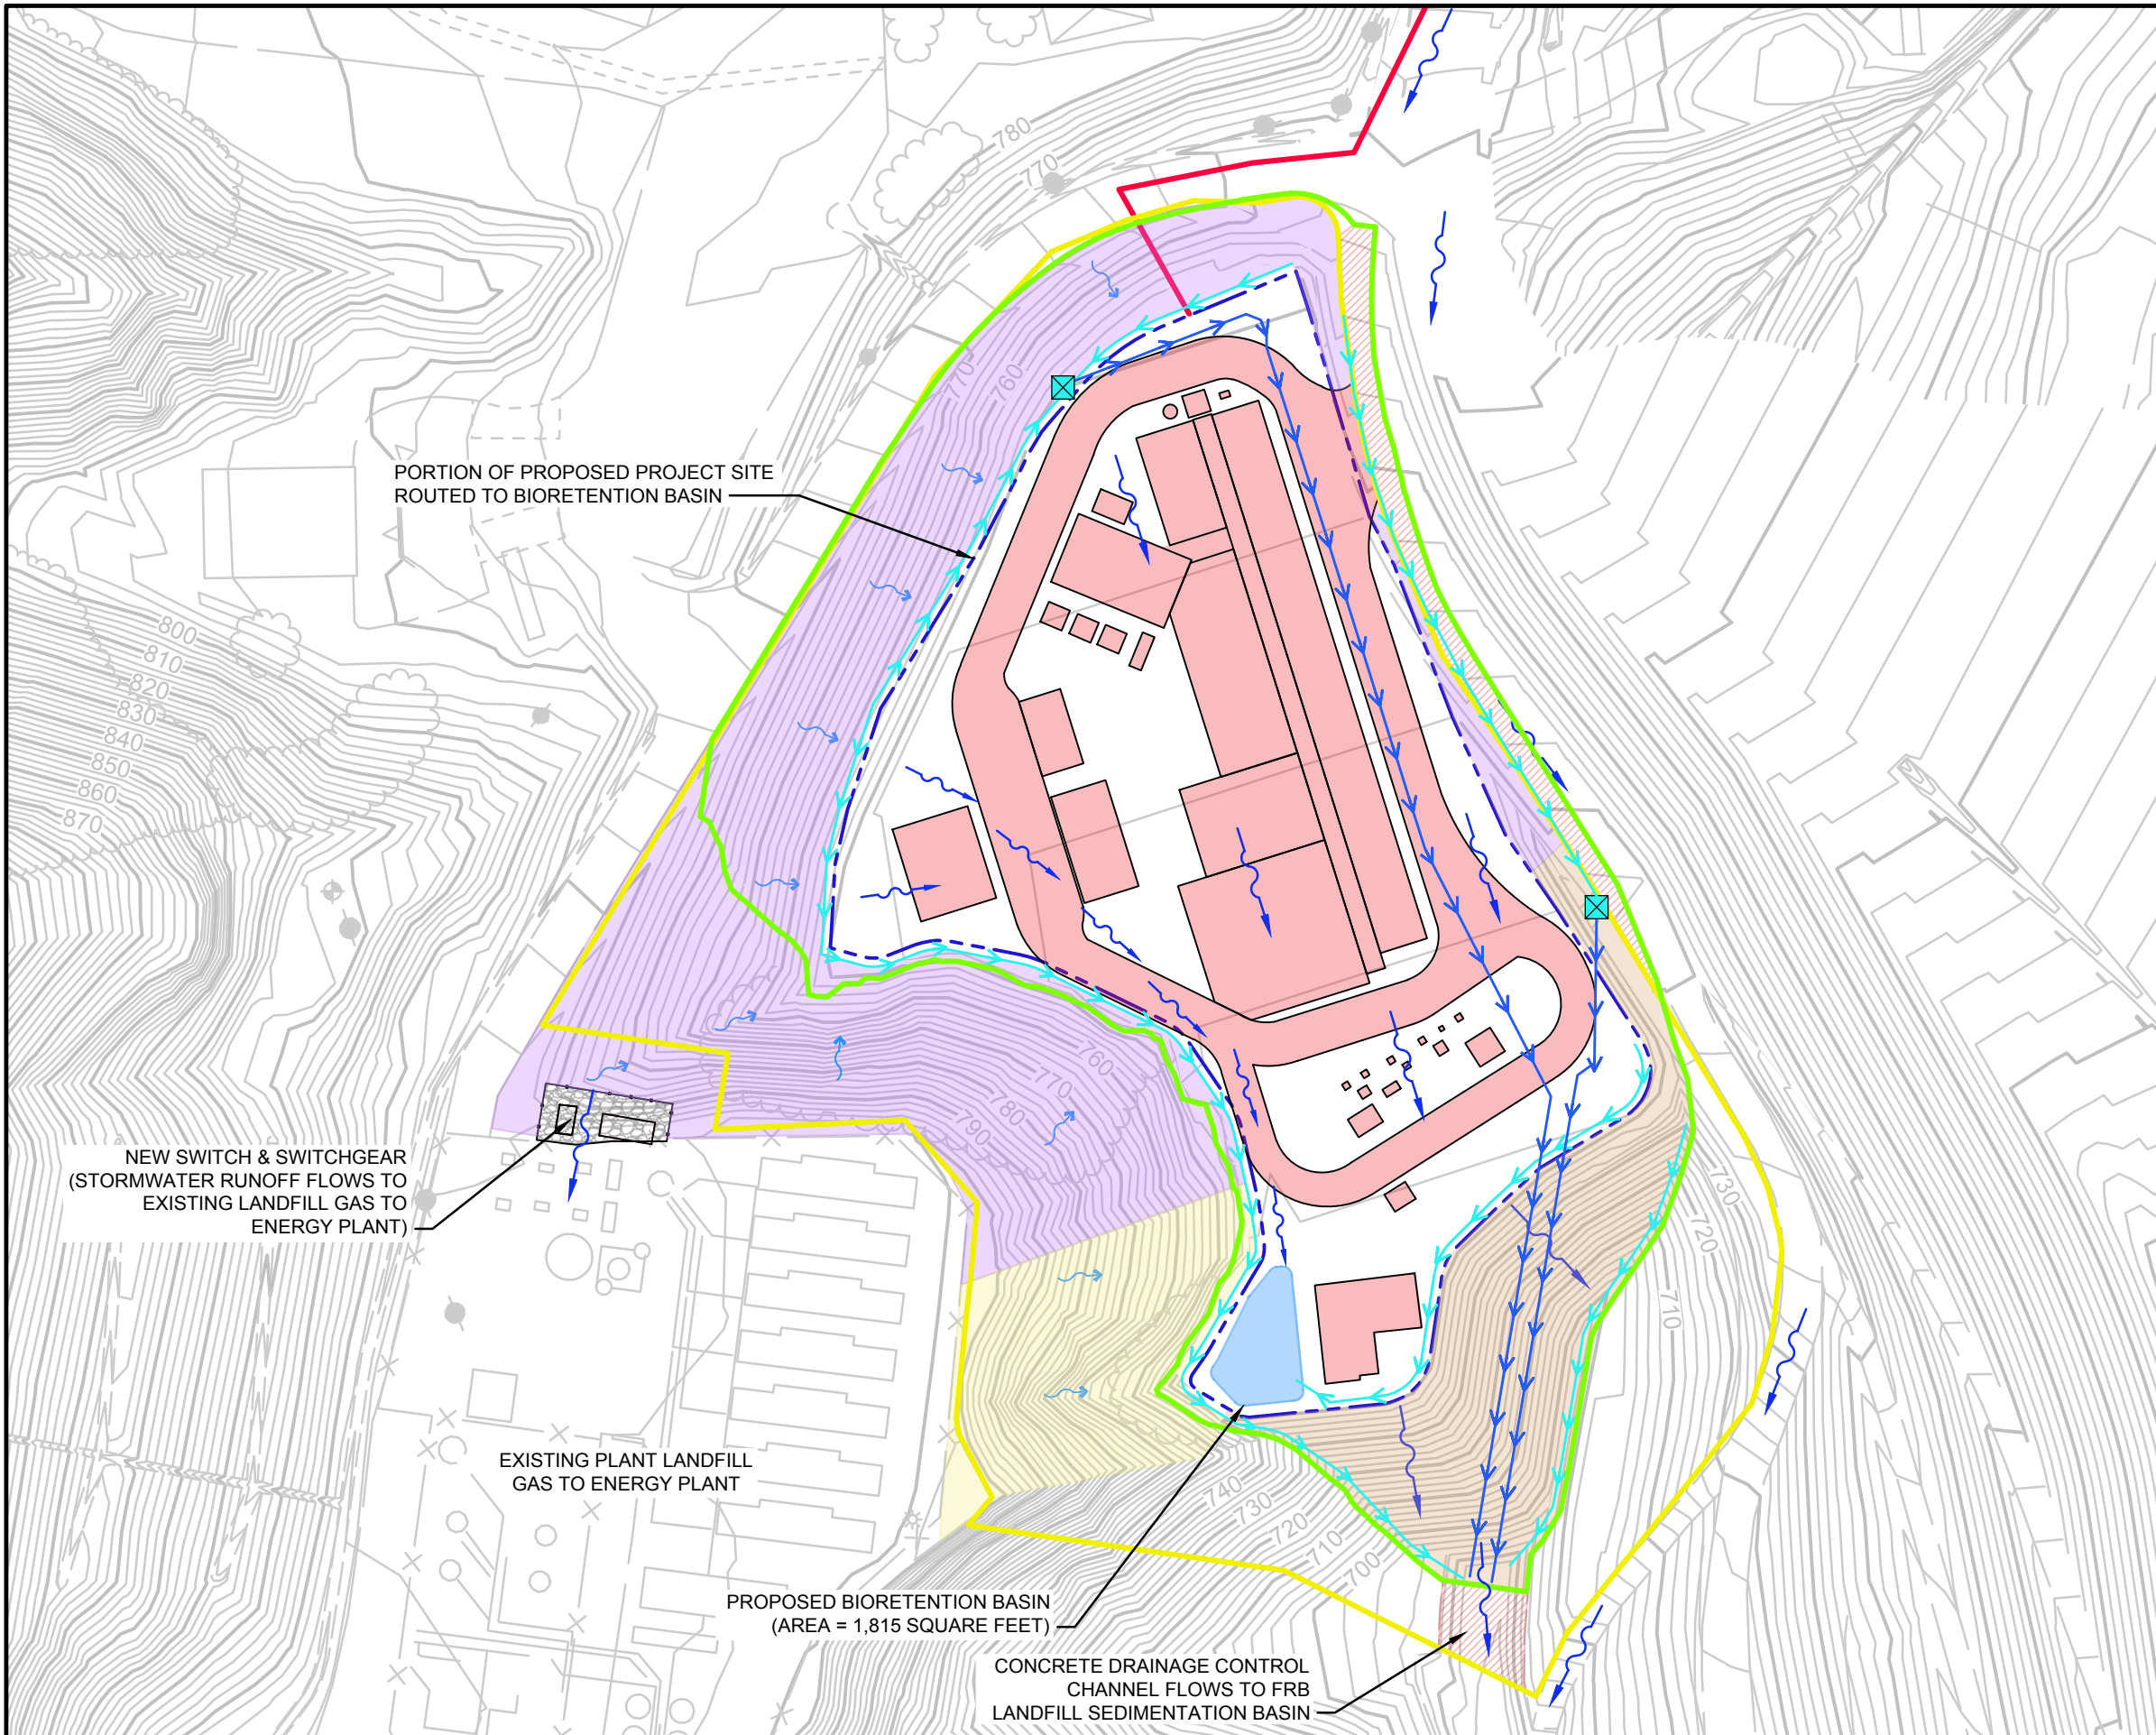 780
770
PORTION OF PROPOSED PROJECT SITE
ROUTED TO BIORETENTION BASIN
770
760
800
810
820
830
840
850
860
870
760
770
780
790
NEW SWITCH & SWITCHGEAR
(STORMWATER RUNOFF FLOWS TO
EXISTING LANDFILL GAS TO
ENERGY PLANT)
730
720
710
EXISTING PLANT LANDFILL
GAS TO ENERGY PLANT
740
730
720
710
700
PROPOSED BIORETENTION BASIN
(AREA = 1,815 SQUARE FEET)
CONCRETE DRAINAGE CONTROL
CHANNEL FLOWS TO FRB
LANDFILL SEDIMENTATION BASIN